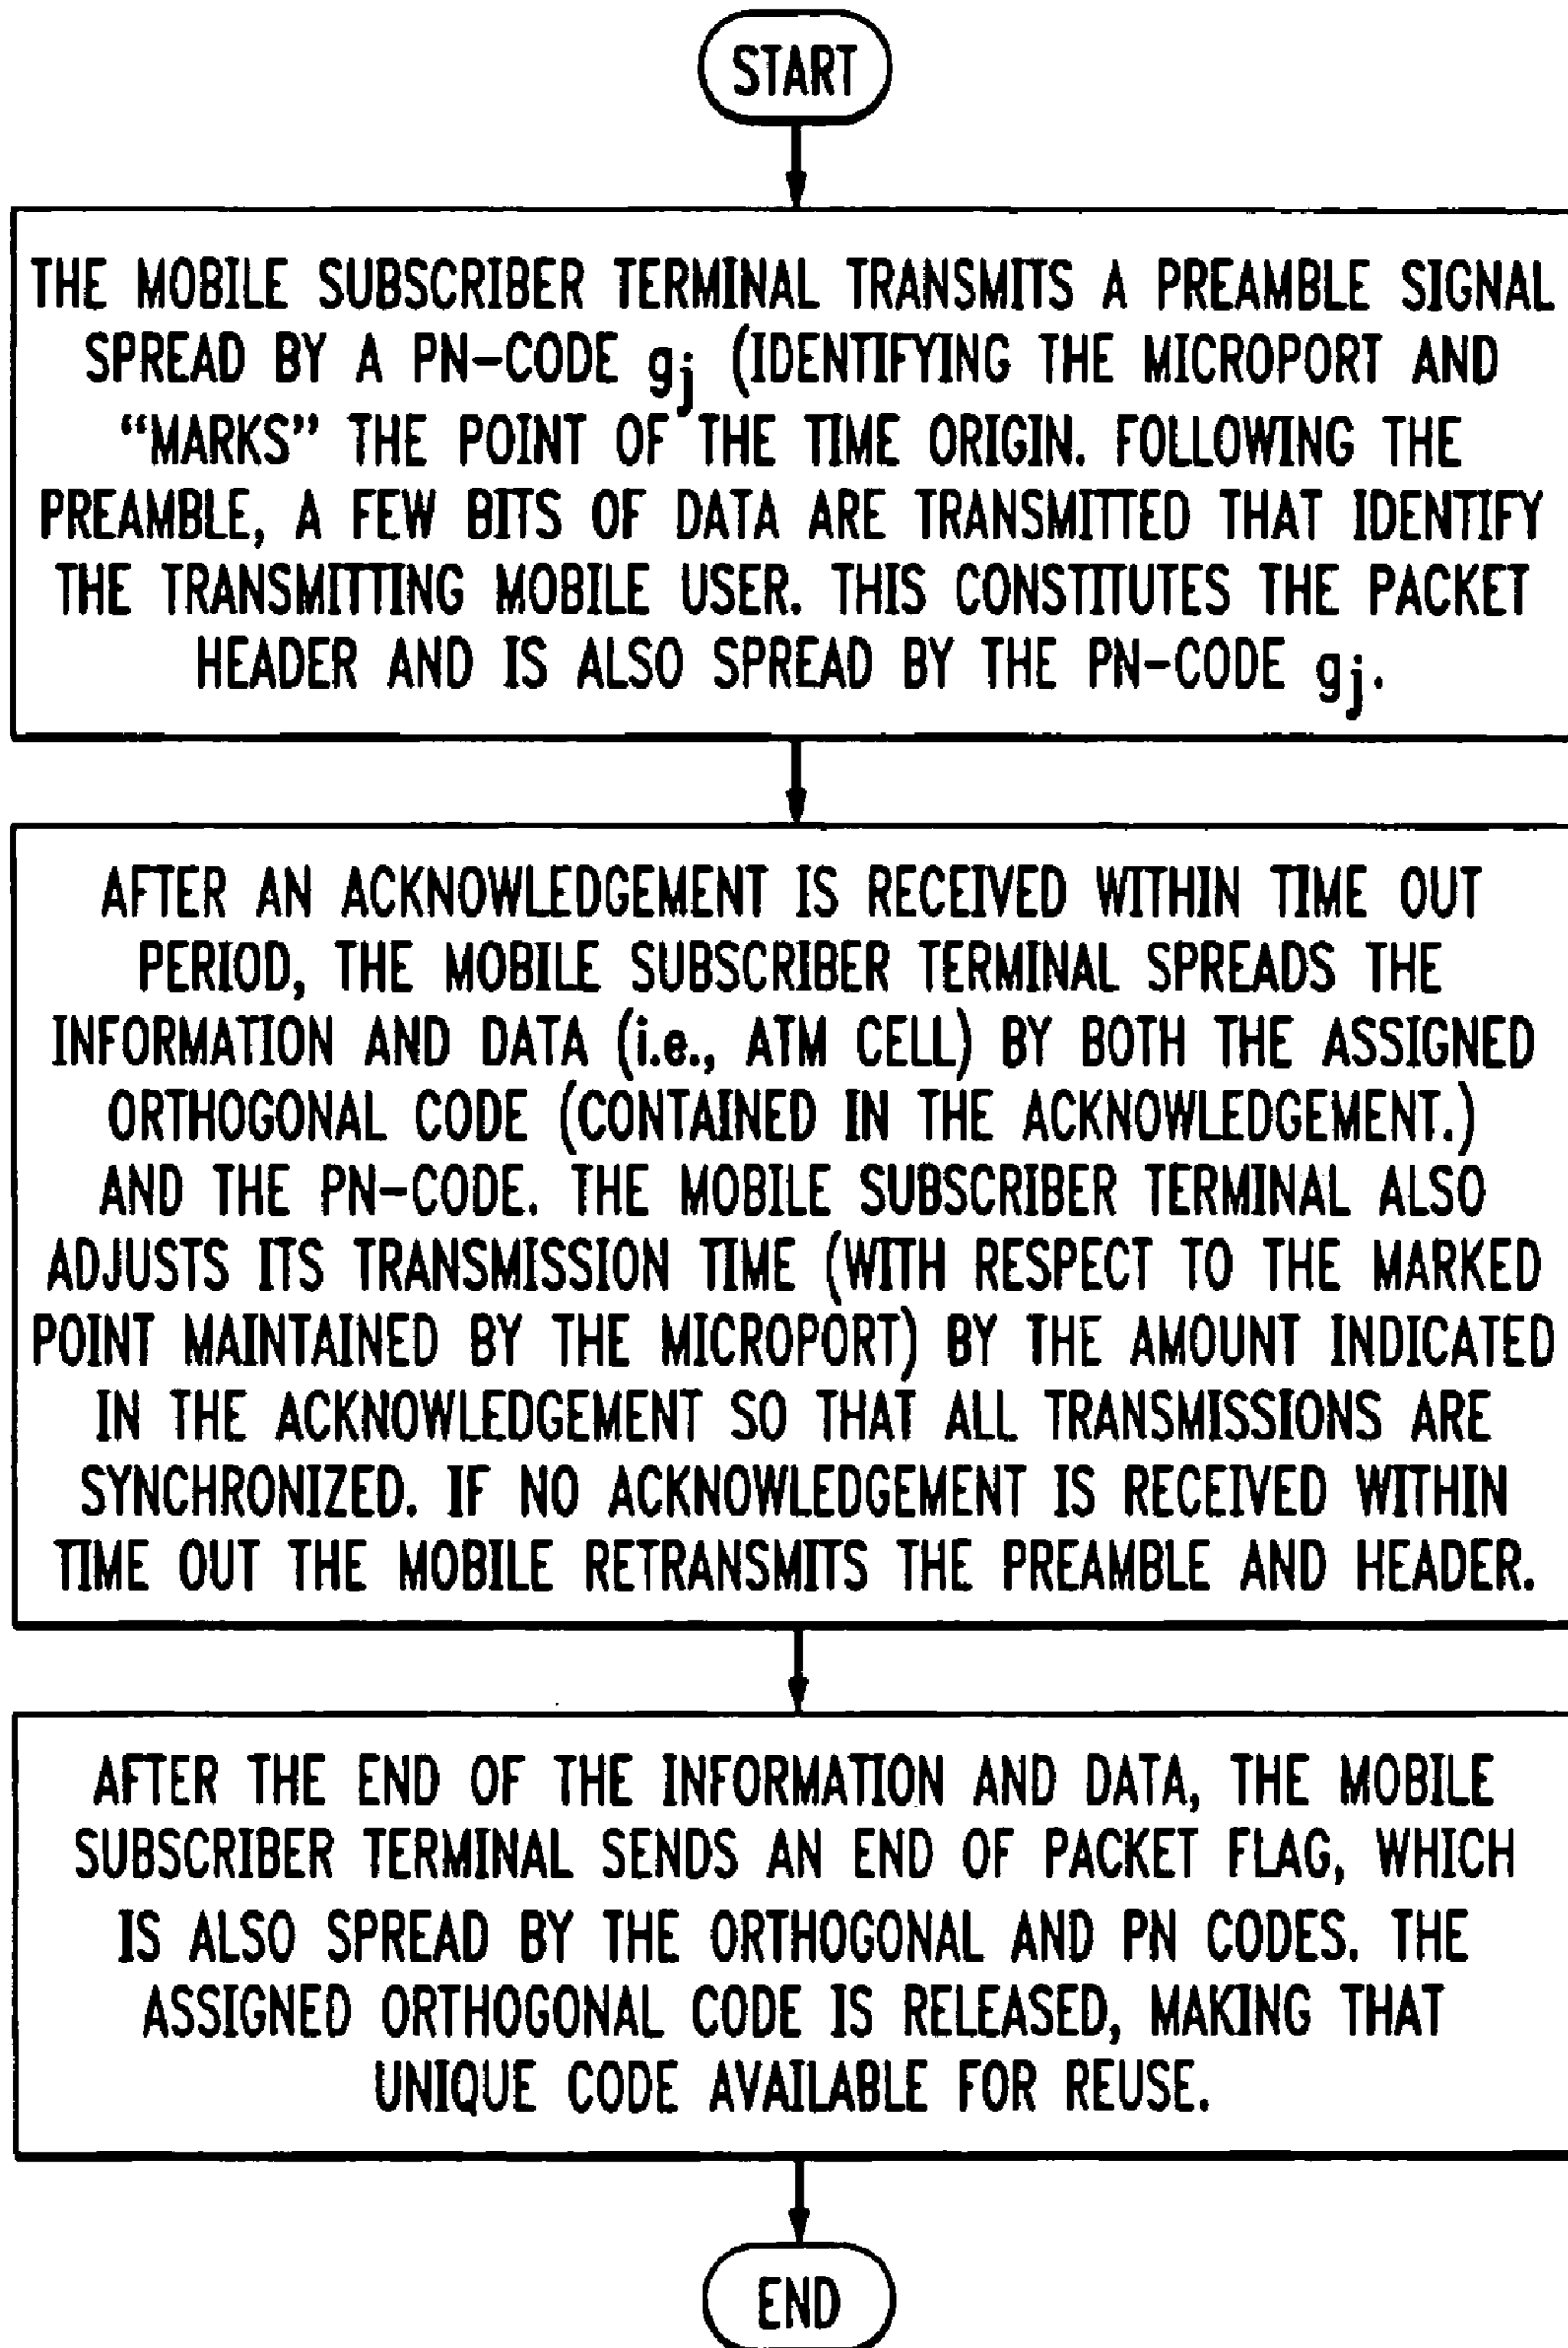 START
THE MOBILE SUBSCRIBER TERMINAL TRANSMITS A PREAMBLE SIGNAL
SPREAD BY A PN-CODE gj (IDENTIFYING THE MICROPORT AND
“MARKS” THE POINT OF THE TIME ORIGIN. FOLLOWING THE
PREAMBLE, A FEW BITS OF DATA ARE TRANSMITTED THAT IDENTIFY
THE TRANSMITTING MOBILE USER. THIS CONSTITUTES THE PACKET
HEADER AND IS ALSO SPREAD BY THE PN-CODE gj.
AFTER AN ACKNOWLEDGEMENT IS RECEIVED WITHIN TIME OUT
PERIOD, THE MOBILE SUBSCRIBER TERMINAL SPREADS THE
INFORMATION AND DATA (i.e., ATM CELL) BY BOTH THE ASSIGNED
ORTHOGONAL CODE (CONTAINED IN THE ACKNOWLEDGEMENT.)
AND THE PN-CODE. THE MOBILE SUBSCRIBER TERMINAL ALSO
ADJUSTS ITS TRANSMISSION TIME (WITH RESPECT TO THE MARKED
POINT MAINTAINED BY THE MICROPORT) BY THE AMOUNT INDICATED
IN THE ACKNOWLEDGEMENT SO THAT ALL TRANSMISSIONS ARE
SYNCHRONIZED. IF NO ACKNOWLEDGEMENT IS RECEIVED WITHIN
TIME OUT THE MOBILE RETRANSMITS THE PREAMBLE AND HEADER.
AFTER THE END OF THE INFORMATION AND DATA, THE MOBILE
SUBSCRIBER TERMINAL SENDS AN END OF PACKET FLAG, WHICH
IS ALSO SPREAD BY THE ORTHOGONAL AND PN CODES. THE
ASSIGNED ORTHOGONAL CODE IS RELEASED, MAKING THAT
UNIQUE CODE AVAILABLE FOR REUSE.
END